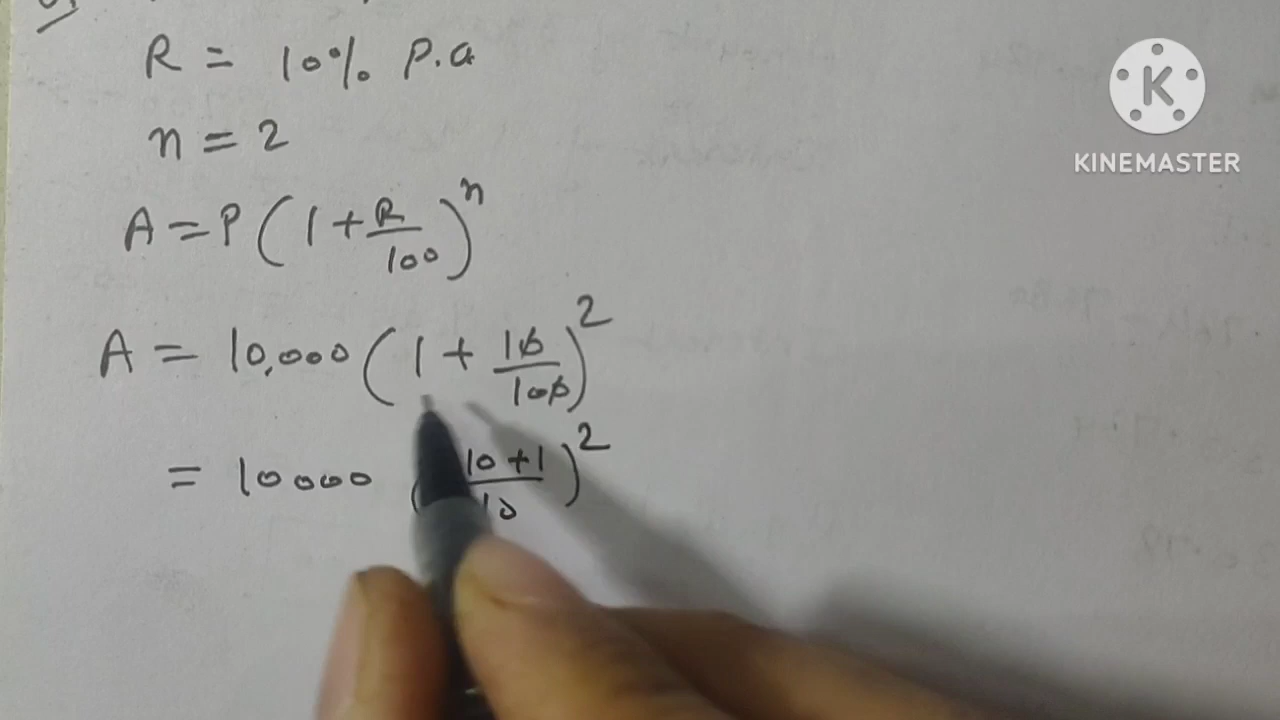 R = 10% p.a
n = 2
A = P (1 + R/100)^n
KINEMASTER
A = 10,000 (1 + 10/100)^2
= 10000 (10+1/10)^2